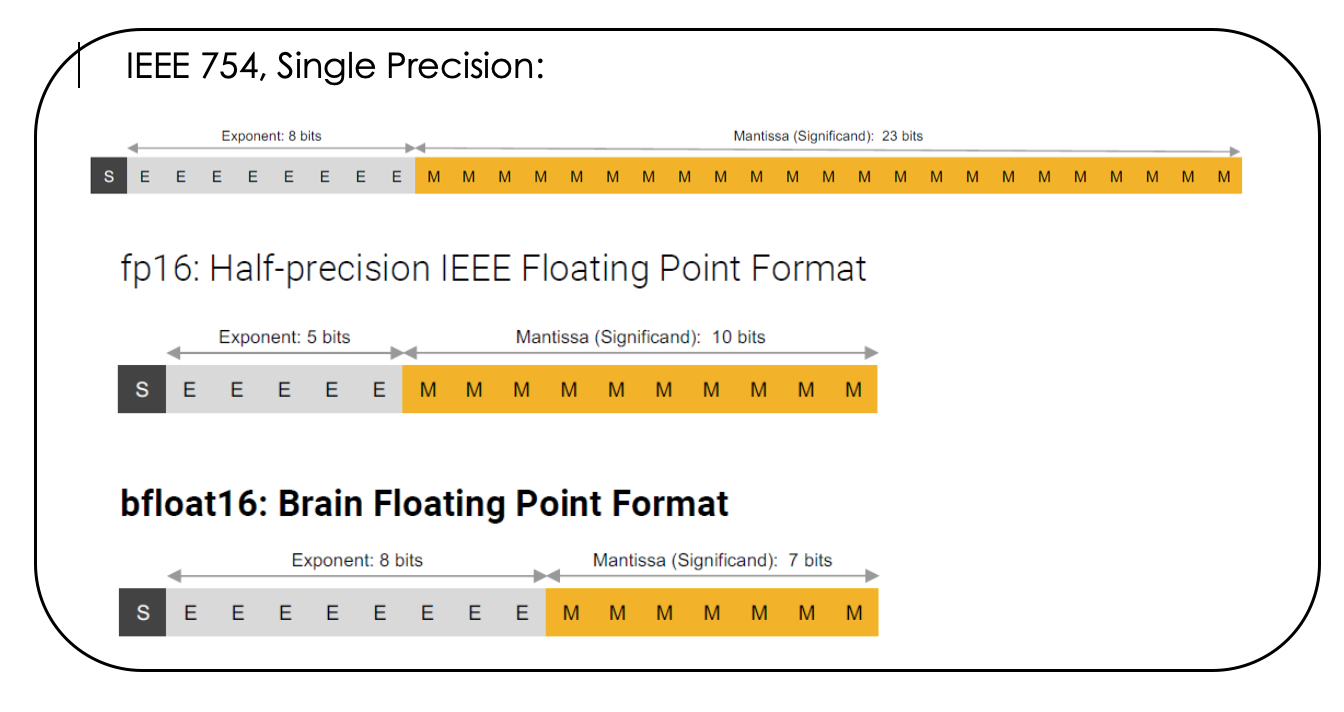 IEEE 754, Single Precision:
Exponent: 8 bits Mantissa (Significand): 23 bits
S E E E E E E E E M M M M M M M M M M M M M M M M M M M M M M M
fp16: Half-precision IEEE Floating Point Format
Exponent: 5 bits Mantissa (Significand): 10 bits
S E E E E E M M M M M M M M M M
bfloat16: Brain Floating Point Format
Exponent: 8 bits Mantissa (Significand): 7 bits
S E E E E E E E E M M M M M M M